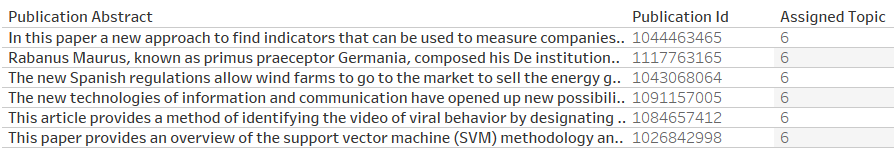 Publication Abstract Publication Id Assigned Topic
In this paper a new approach to find indicators that can be used to measure companies.. 1044463465 6
Rabanus Maurus, known as primus praeceptor Germania, composed his De institution.. 1117763165 6
The new Spanish regulations allow wind farms to go to the market to sell the energy g.. 1043068064 6
The new technologies of information and communication have opened up new possibili.. 1091157005 6
This article provides a method of identifying the video of viral behavior by designating .. 1084657412 6
This paper provides an overview of the support vector machine (SVM) methodology an.. 1026842998 6